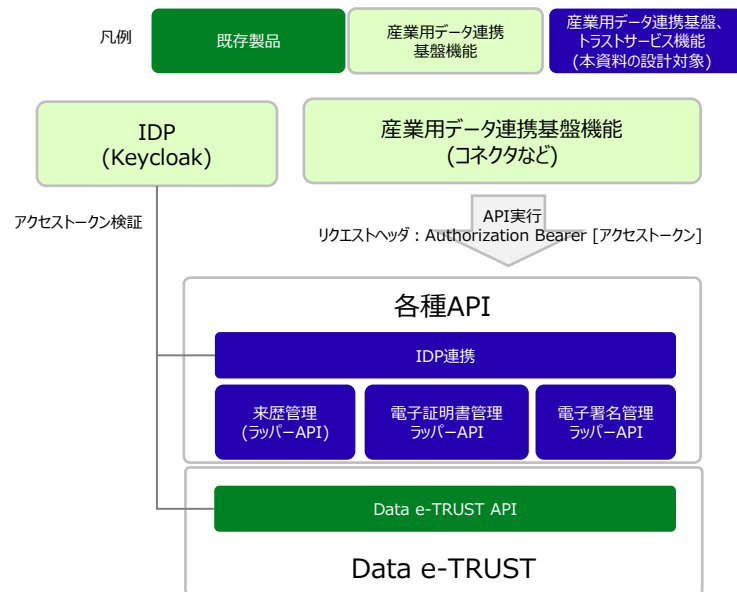 凡例
既存製品
産業用データ連携
基盤機能
産業用データ連携基盤、
トラストサービス機能
(本資料の設計対象)
IDP
(Keycloak)
産業用データ連携基盤機能
(コネクタなど)
アクセストークン検証
API実行
リクエストヘッダ：Authorization Bearer [アクセストークン]
各種API
IDP連携
来歴管理
(ラッパーAPI)
電子証明書管理
ラッパーAPI
電子署名管理
ラッパーAPI
Data e-TRUST API
Data e-TRUST